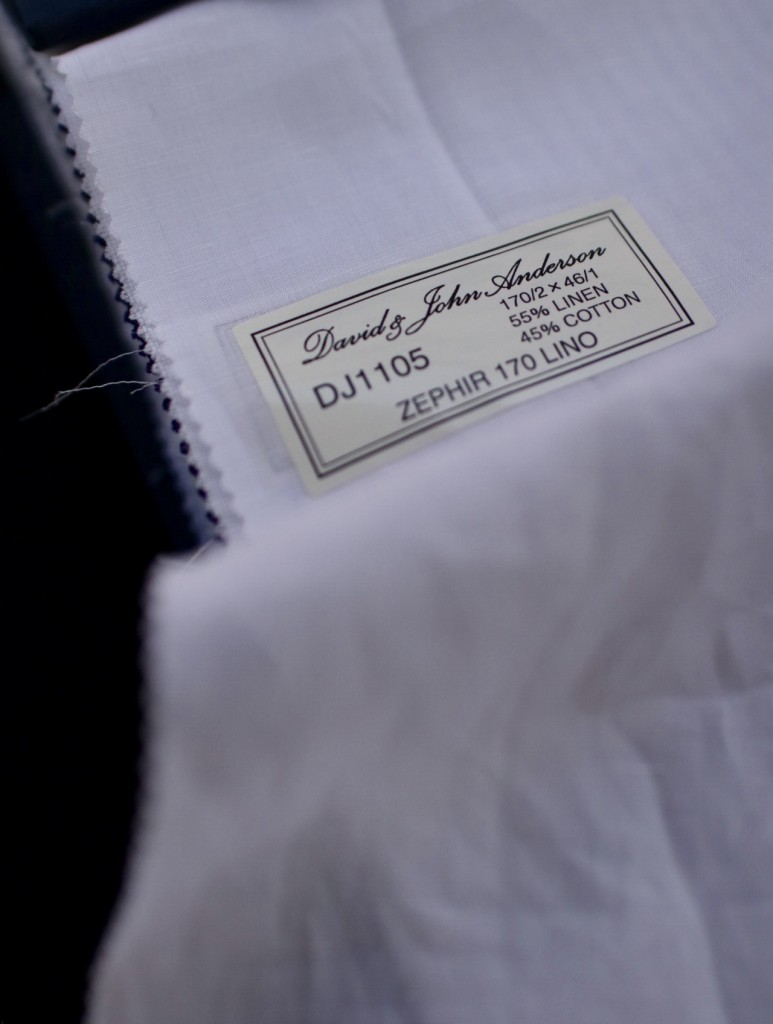 David & John Anderson
170/2 x 46/1
55% LINEN
DJ1105
45% COTTON
ZEPHIR 170 LINO